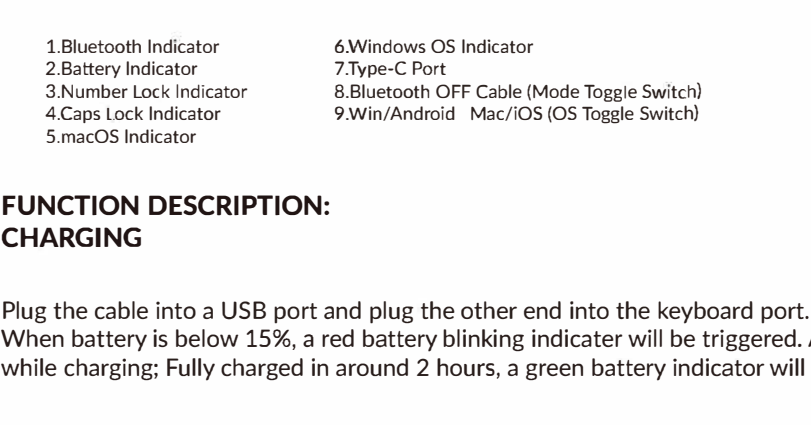 1.Bluetooth Indicator
2.Battery Indicator
3.Number Lock Indicator
4.Caps Lock Indicator
5.macOS Indicator
6.Windows OS Indicator
7.Type-C Port
8.Bluetooth OFF Cable (Mode Toggle Switch)
9.Win/Android Mac/iOS (OS Toggle Switch)
FUNCTION DESCRIPTION:
CHARGING
Plug the cable into a USB port and plug the other end into the keyboard port.
When battery is below 15%, a red battery blinking indicater will be triggered.
while charging; Fully charged in around 2 hours, a green battery indicator will